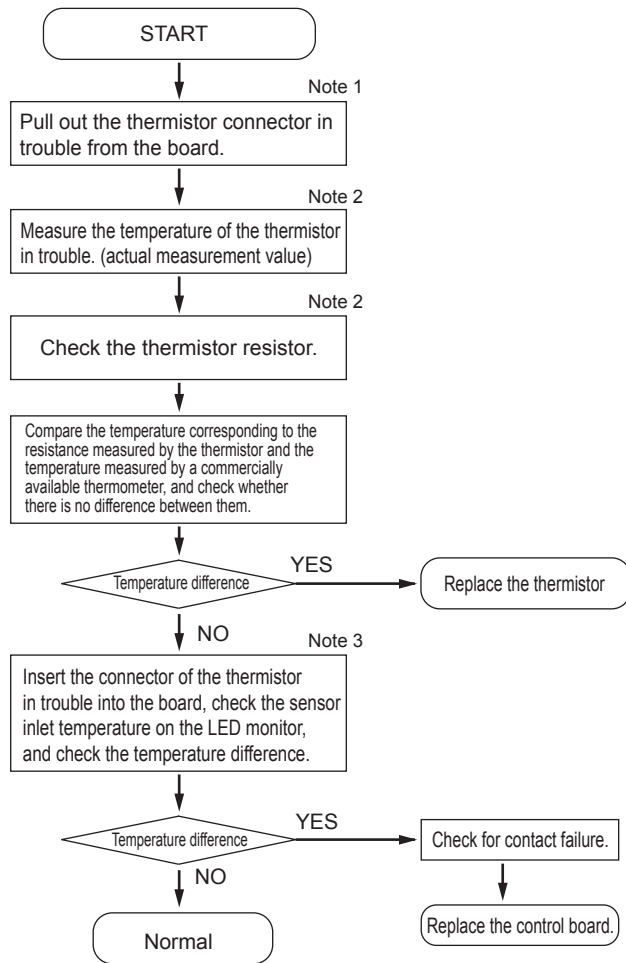 START
Note 1
Pull out the thermistor connector in
trouble from the board.
Note 2
Measure the temperature of the thermistor
in trouble. (actual measurement value)
Note 2
Check the thermistor resistor.
Compare the temperature corresponding to the
resistance measured by the thermistor and the
temperature measured by a commercially
available thermometer, and check whether
there is no difference between them.
Temperature difference
YES
Replace the thermistor
NO
Note 3
Insert the connector of the thermistor
in trouble into the board, check the sensor
inlet temperature on the LED monitor,
and check the temperature difference.
Temperature difference
YES
Check for contact failure.
NO
Replace the control board.
Normal